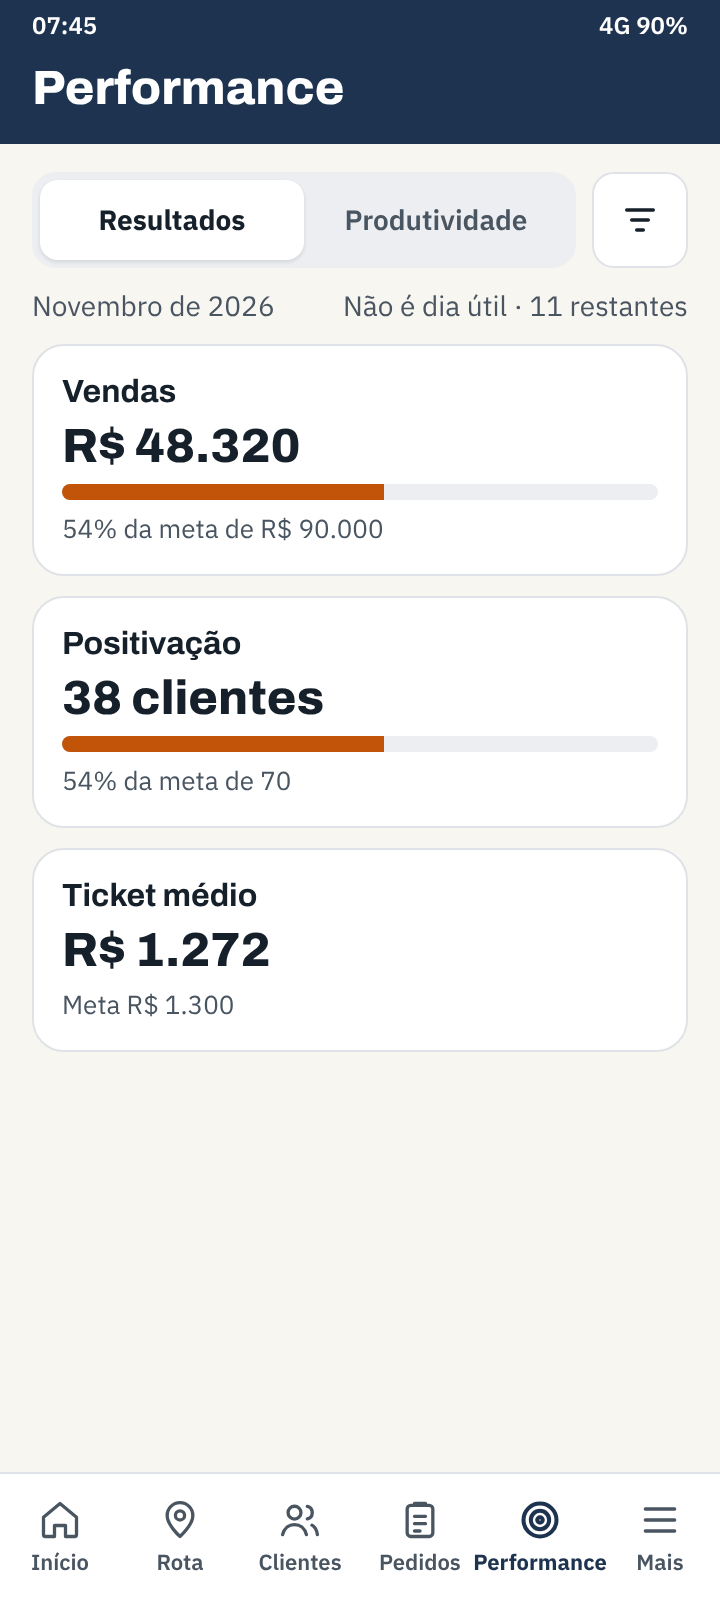 07:45 4G 90%
Performance
Resultados Produtividade
Novembro de 2026 Não é dia útil · 11 restantes
Vendas
R$ 48.320
54% da meta de R$ 90.000
Positivação
38 clientes
54% da meta de 70
Ticket médio
R$ 1.272
Meta R$ 1.300
Início Rota Clientes Pedidos Performance Mais